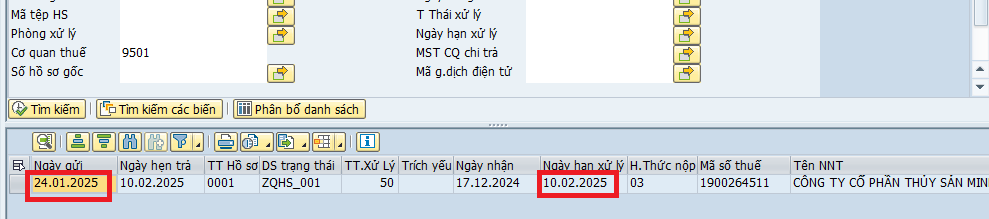 Mã tệp HS T Thái xử lý
Phòng xử lý Ngày hạn xử lý
Cơ quan thuế 9501 MST CQ chi trả
Số hồ sơ gốc Mã g.dịch điện tử
Tìm kiếm Tìm kiếm các biến Phân bổ danh sách
Ngày gửi Ngày hẹn trả TT Hồ sơ DS trạng thái TT.Xử Lý Trích yếu Ngày nhận Ngày hạn xử lý H.Thức nộp Mã số thuế Tên NNT
24.01.2025 10.02.2025 0001 ZQHS_001 50 17.12.2024 10.02.2025 03 1900264511 CÔNG TY CỔ PHẦN THỦY SẢN MIN